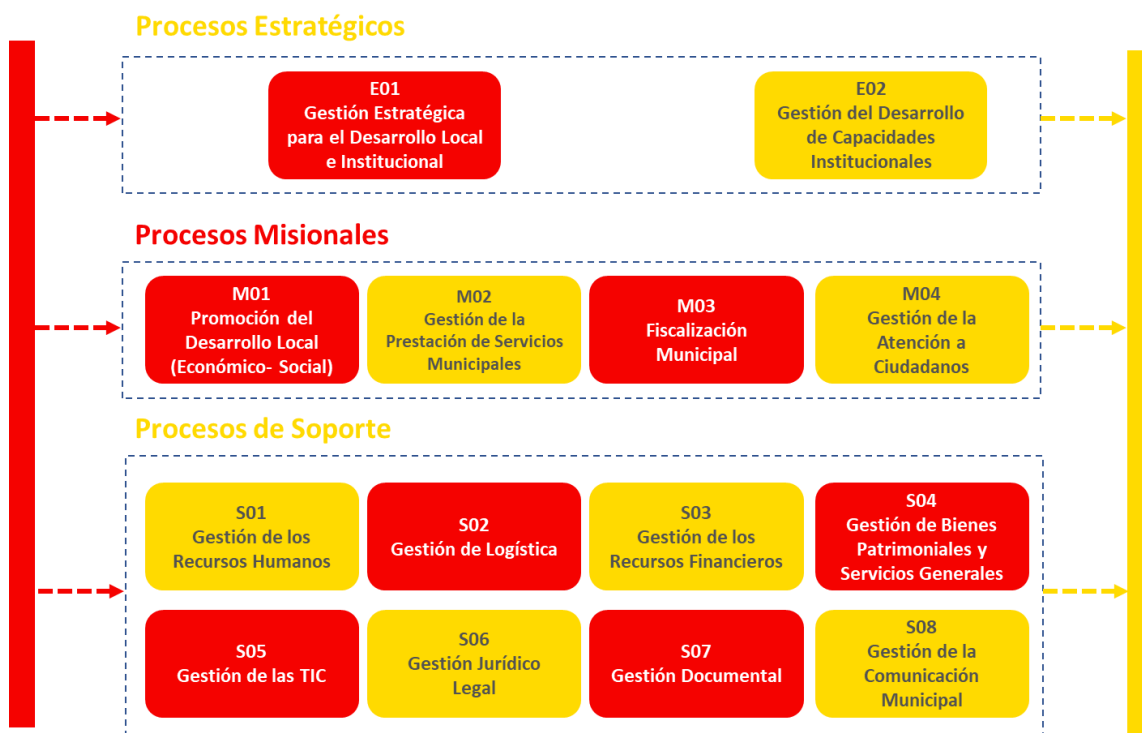 Procesos Estratégicos
E01
Gestión Estratégica
para el Desarrollo Local
e Institucional
E02
Gestión del Desarrollo
de Capacidades
Institucionales
Procesos Misionales
M01
Promoción del
Desarrollo Local
(Económico- Social)
M02
Gestión de la
Prestación de Servicios
Municipales
M03
Fiscalización
Municipal
M04
Gestión de la
Atención a
Ciudadanos
Procesos de Soporte
S01
Gestión de los
Recursos Humanos
S02
Gestión de Logística
S03
Gestión de los
Recursos Financieros
S04
Gestión de Bienes
Patrimoniales y
Servicios Generales
S05
Gestión de las TIC
S06
Gestión Jurídico
Legal
S07
Gestión Documental
S08
Gestión de la
Comunicación
Municipal